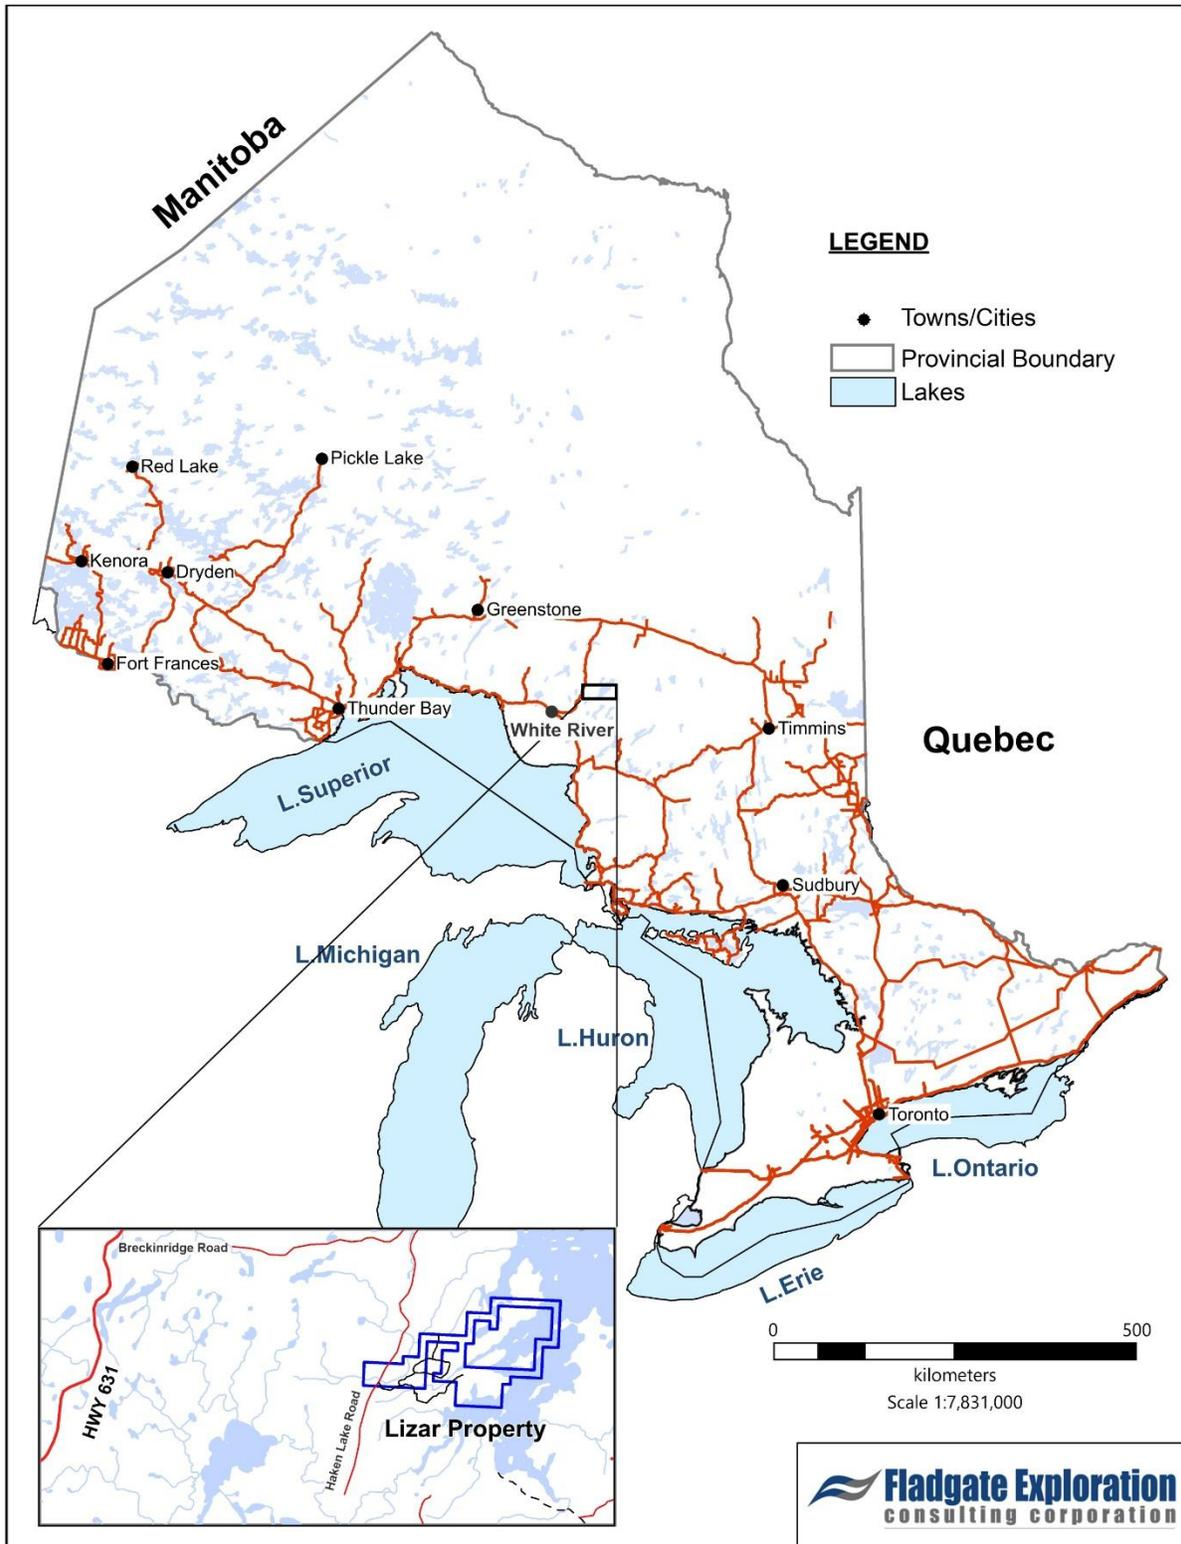 Manitoba
LEGEND
Towns/Cities
Provincial Boundary
Lakes
Red Lake
Pickle Lake
Kenora
Dryden
Greenstone
Fort Frances
Thunder Bay
White River
Timmins
Quebec
L.Superior
Sudbury
L.Michigan
L.Huron
Toronto
L.Ontario
L.Erie
Breckinridge Road
HWY 631
Haken Lake Road
Lizar Property
0 500
kilometers
Scale 1:7,831,000
Fladgate Exploration
consulting corporation